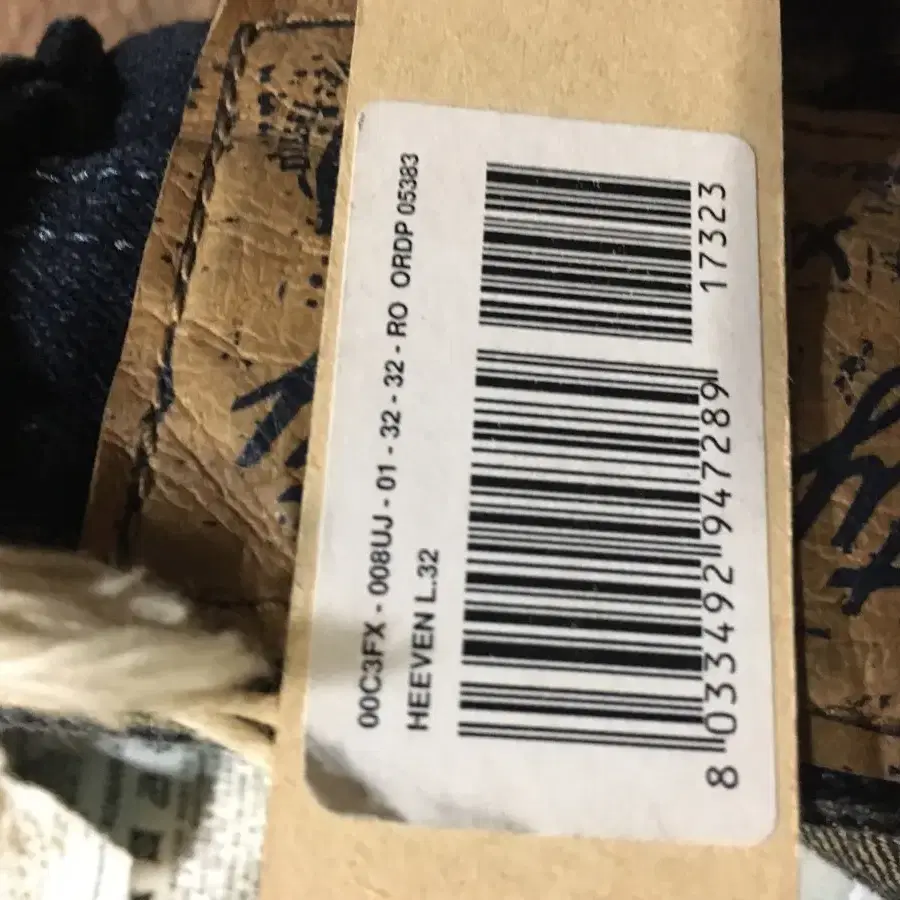 00C3FX - 008UJ - 01 - 32 - 32 - RO ORDP 05383
HEEVEN L.32
8 033492 947289
17323